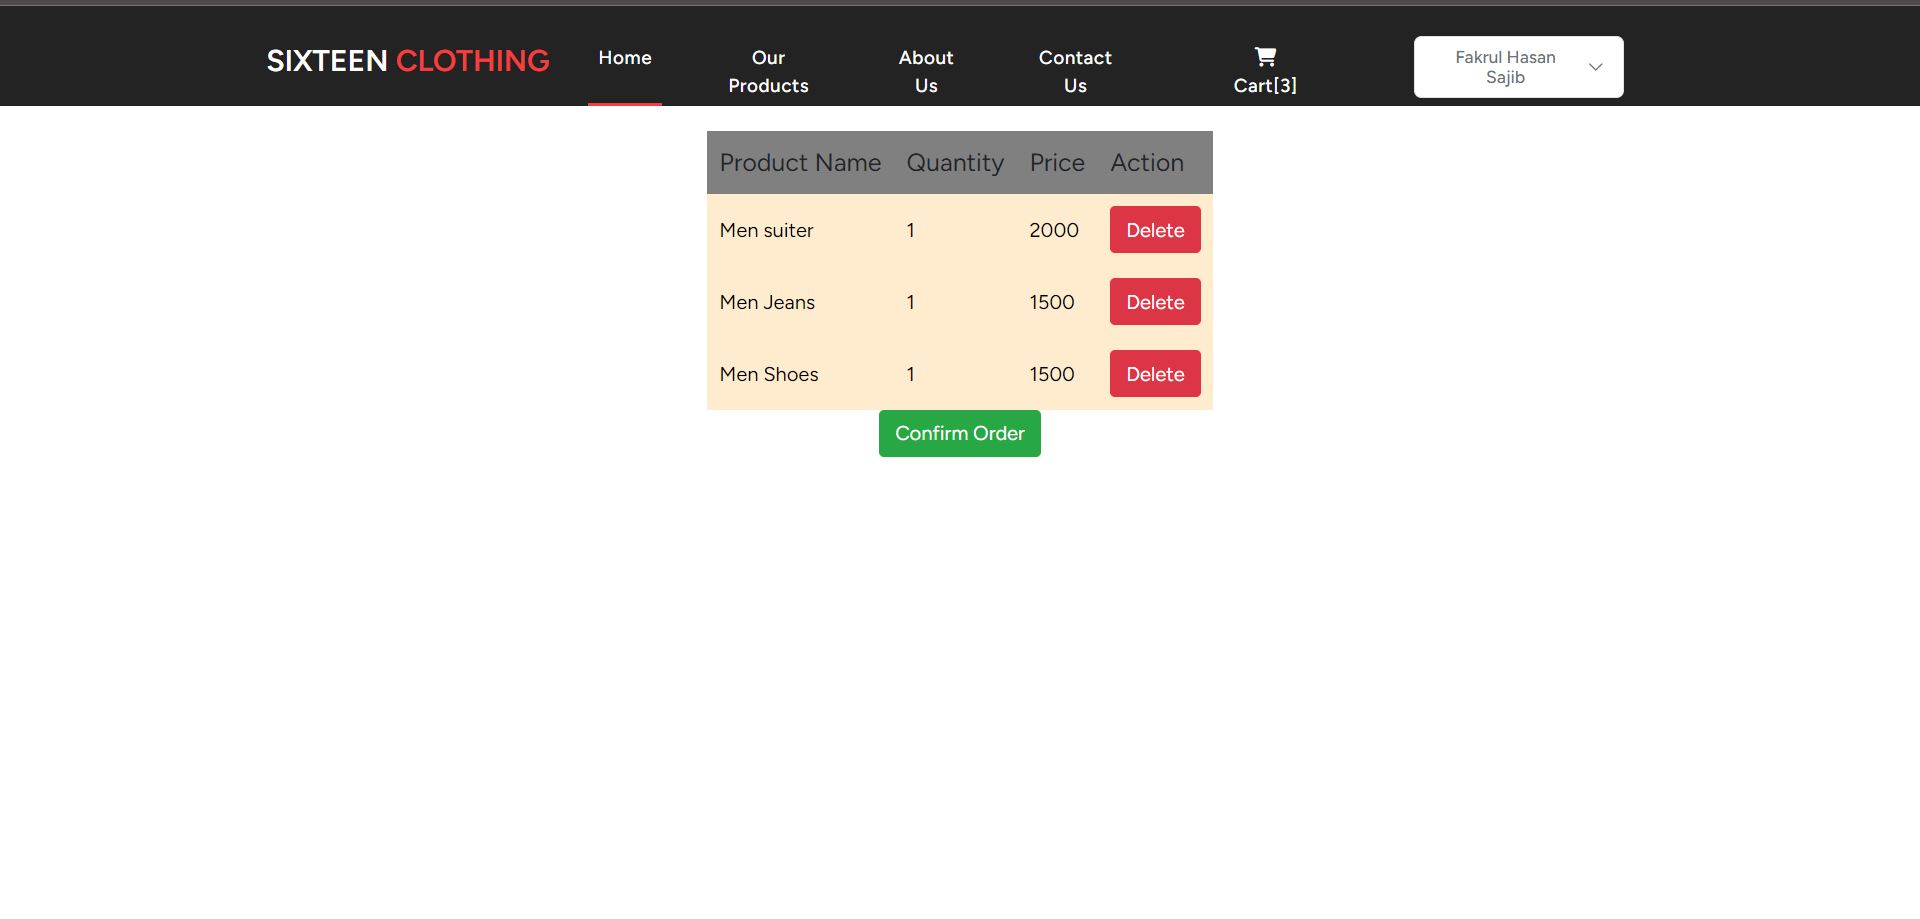 SIXTEEN CLOTHING
Home
Our
Products
About
Us
Contact
Us
Cart[3]
Fakrul Hasan
Sajib
Product Name Quantity Price Action
Men suiter 1 2000 Delete
Men Jeans 1 1500 Delete
Men Shoes 1 1500 Delete
Confirm Order